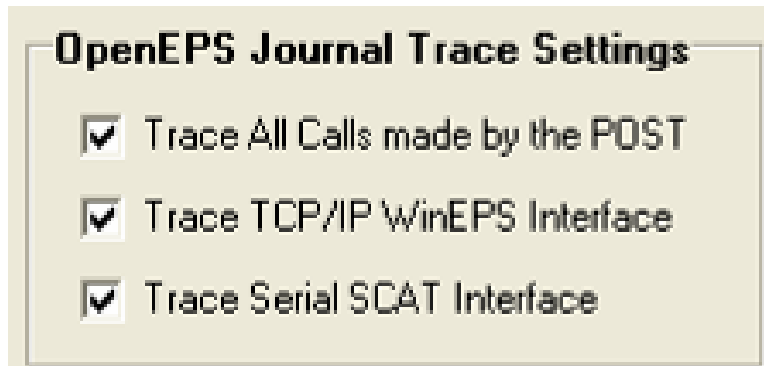 OpenEPS Journal Trace Settings
Trace All Calls made by the POST
Trace TCP/IP WinEPS Interface
Trace Serial SCAT Interface